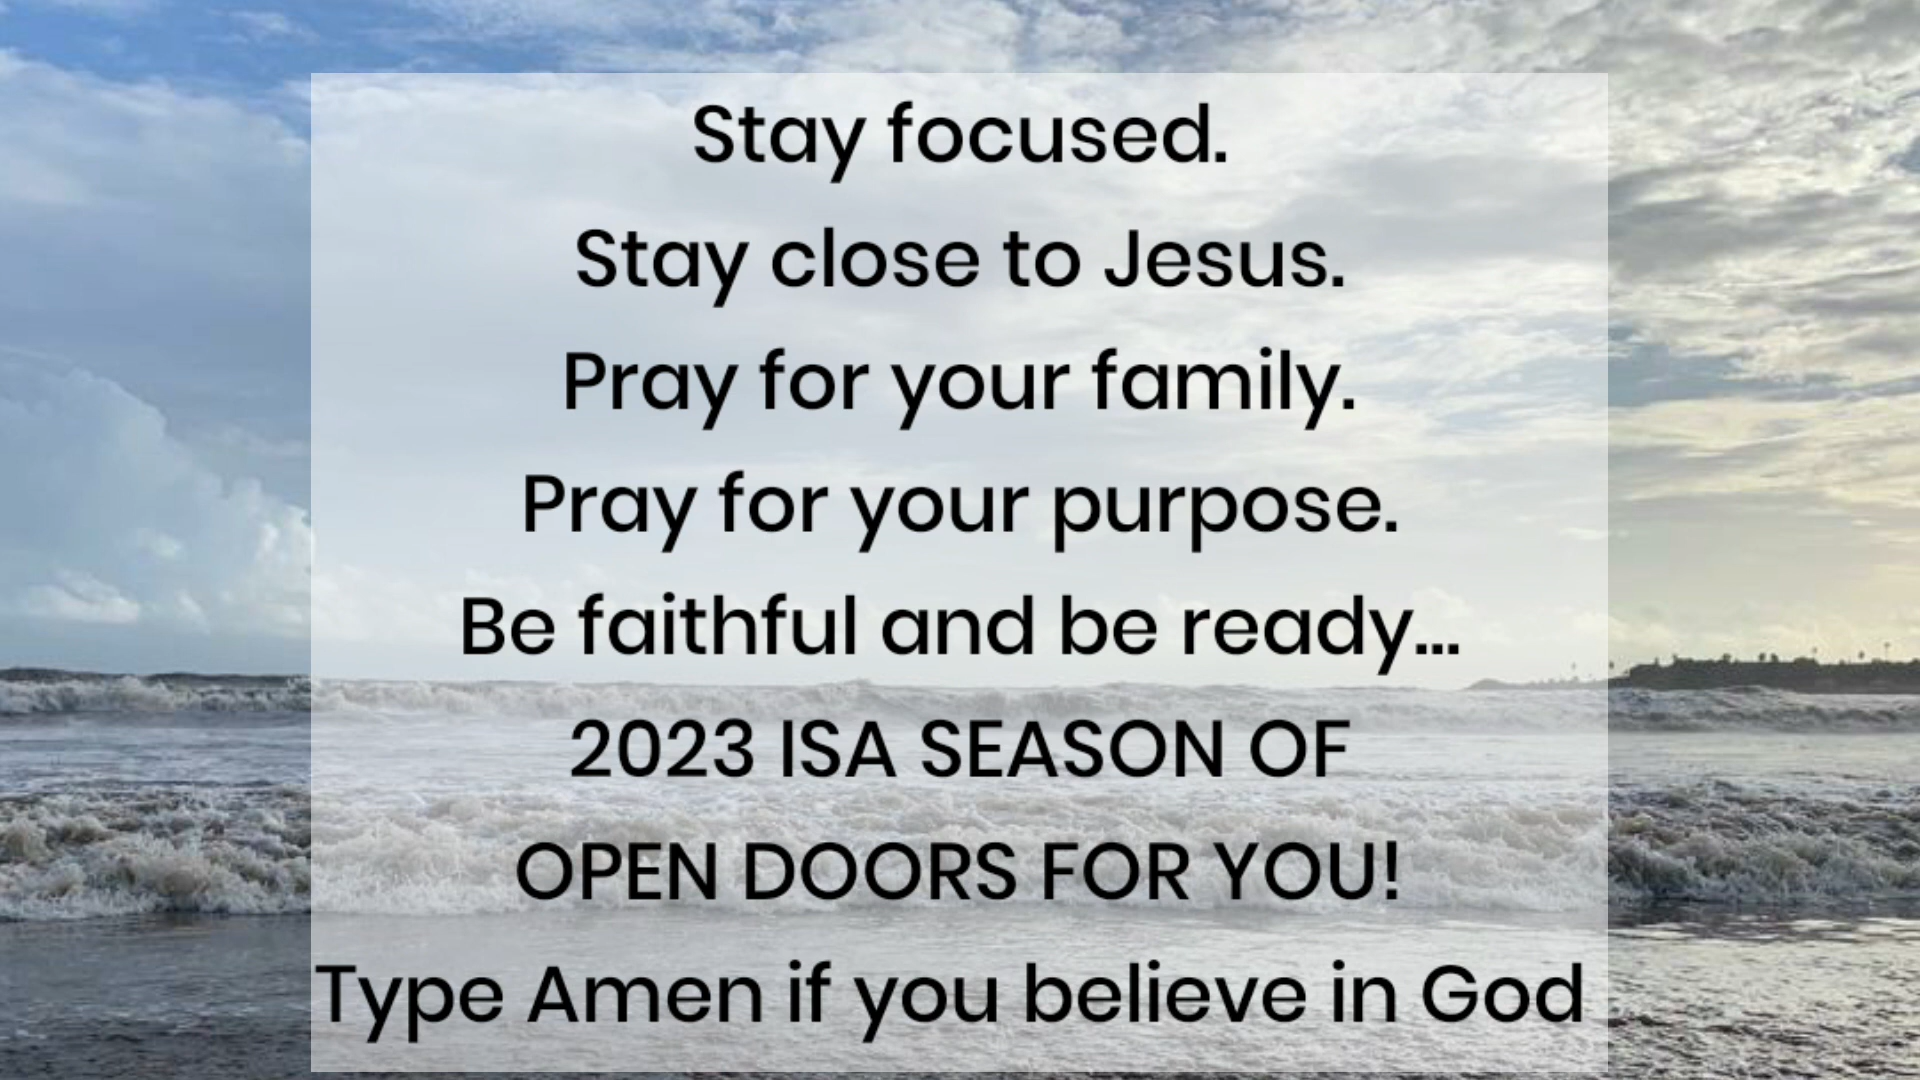 Stay focused.
Stay close to Jesus.
Pray for your family.
Pray for your purpose.
Be faithful and be ready...
2023 ISA SEASON OF
OPEN DOORS FOR YOU!
Type Amen if you believe in God